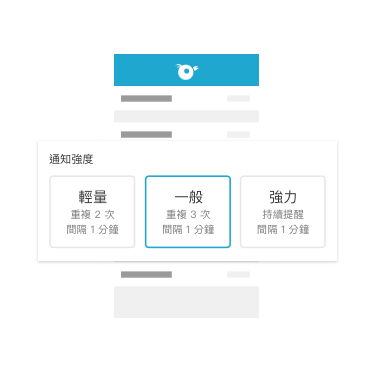 通知強度
輕量
重複 2 次
間隔 1 分鐘
一般
重複 3 次
間隔 1 分鐘
強力
持續提醒
間隔 1 分鐘